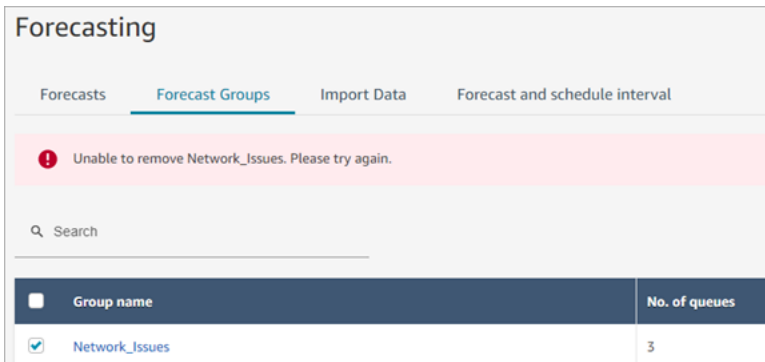 Forecasting
Forecasts Forecast Groups Import Data Forecast and schedule interval
Unable to remove Network_Issues. Please try again.
Search
Group name No. of queues
Network_Issues 3